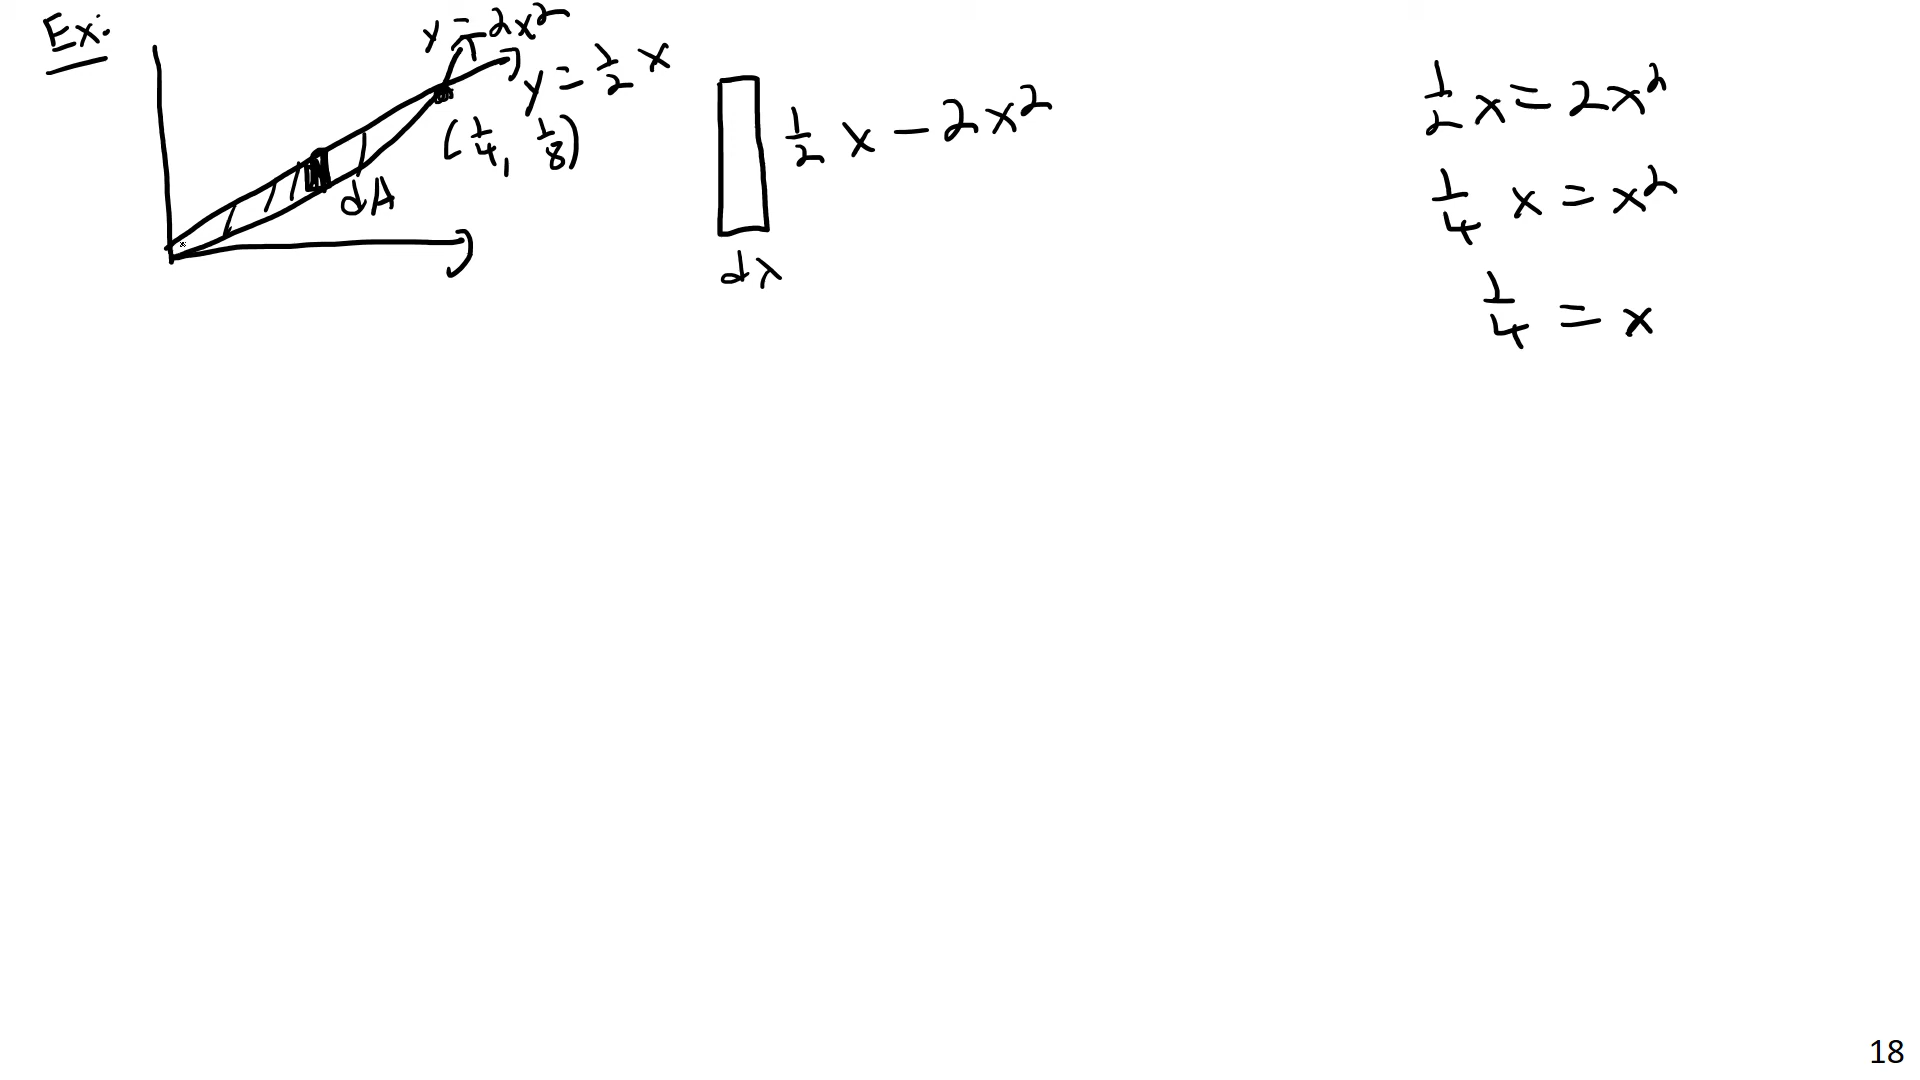 Ex:
y = 2x²
y = 1/2 x
(1/4, 1/8)
dA
1/2 x - 2x²
dx
1/2 x = 2x²
1/4 x = x²
1/4 = x
18